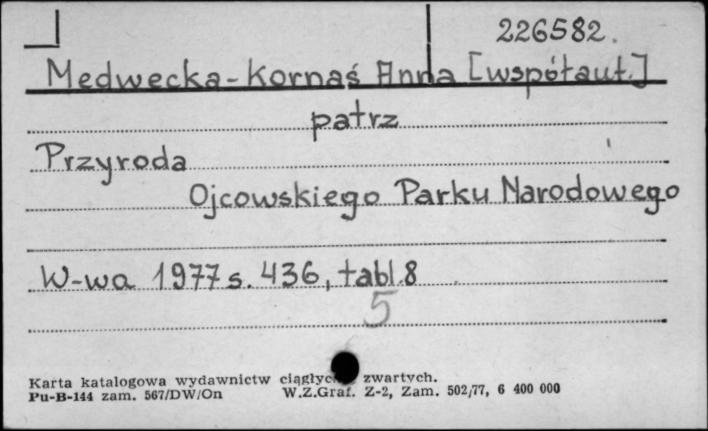 226582.
Medwecka-Kornaś Anna [współaut.]
patrz
Przyroda
Ojcowskiego Parku Narodowego
W-wa 1977 s. 436, tabl. 8
5
Karta katalogowa wydawnictw zwartych.
Pu-B-144 zam. 567/DW/On W.Z.Graf. Z-2, Zam. 502/77, 6 400 000